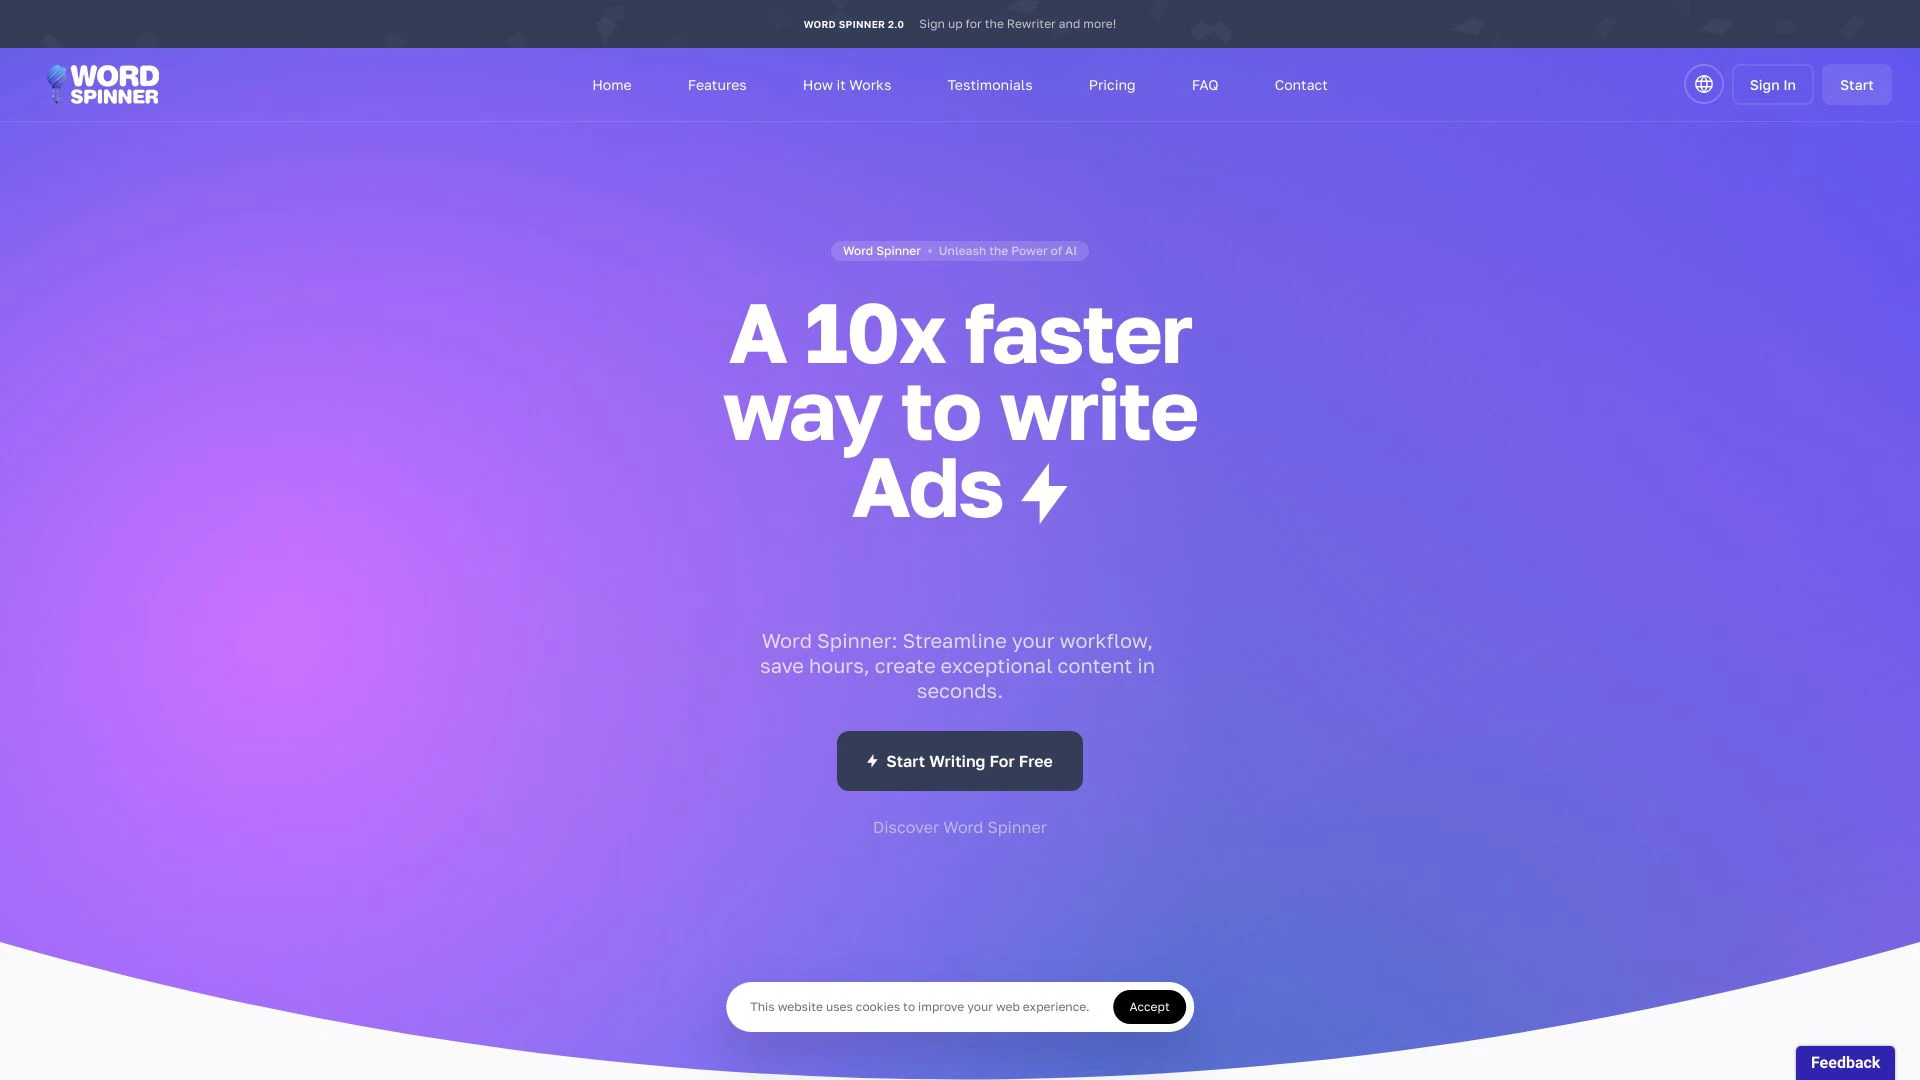 WORD SPINNER 2.0 Sign up for the Rewriter and more!
WORD
SPINNER
Home Features How it Works Testimonials Pricing FAQ Contact
Sign In Start
Word Spinner • Unleash the Power of AI
A 10x faster
way to write
Ads
Word Spinner: Streamline your workflow,
save hours, create exceptional content in
seconds.
Start Writing For Free
Discover Word Spinner
This website uses cookies to improve your web experience. Accept
Feedback